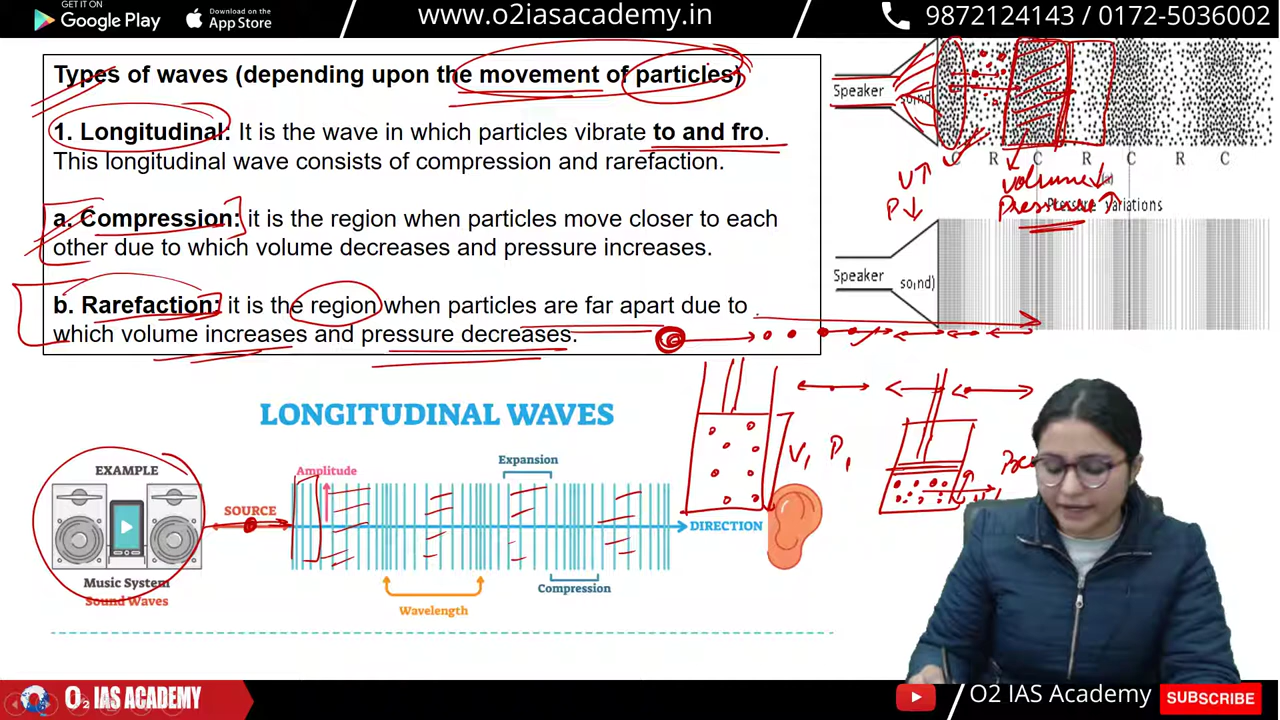 GET IT ON
Google Play
Download on the
App Store
www.o2iasacademy.in
9872124143 / 0172-5036002
Types of waves (depending upon the movement of particles)
1. Longitudinal: It is the wave in which particles vibrate to and fro.
This longitudinal wave consists of compression and rarefaction.
a. Compression: it is the region when particles move closer to each
other due to which volume decreases and pressure increases.
b. Rarefaction: it is the region when particles are far apart due to
which volume increases and pressure decreases.
Speaker
C R C R C R C
V↑
P↓
Volume↓
Pressure↑
Variations
Speaker
V₁ P₁
LONGITUDINAL WAVES
EXAMPLE
Music System
Sound Waves
SOURCE
Amplitude
Expansion
DIRECTION
Compression
Wavelength
O2 IAS ACADEMY
O2 IAS Academy
SUBSCRIBE